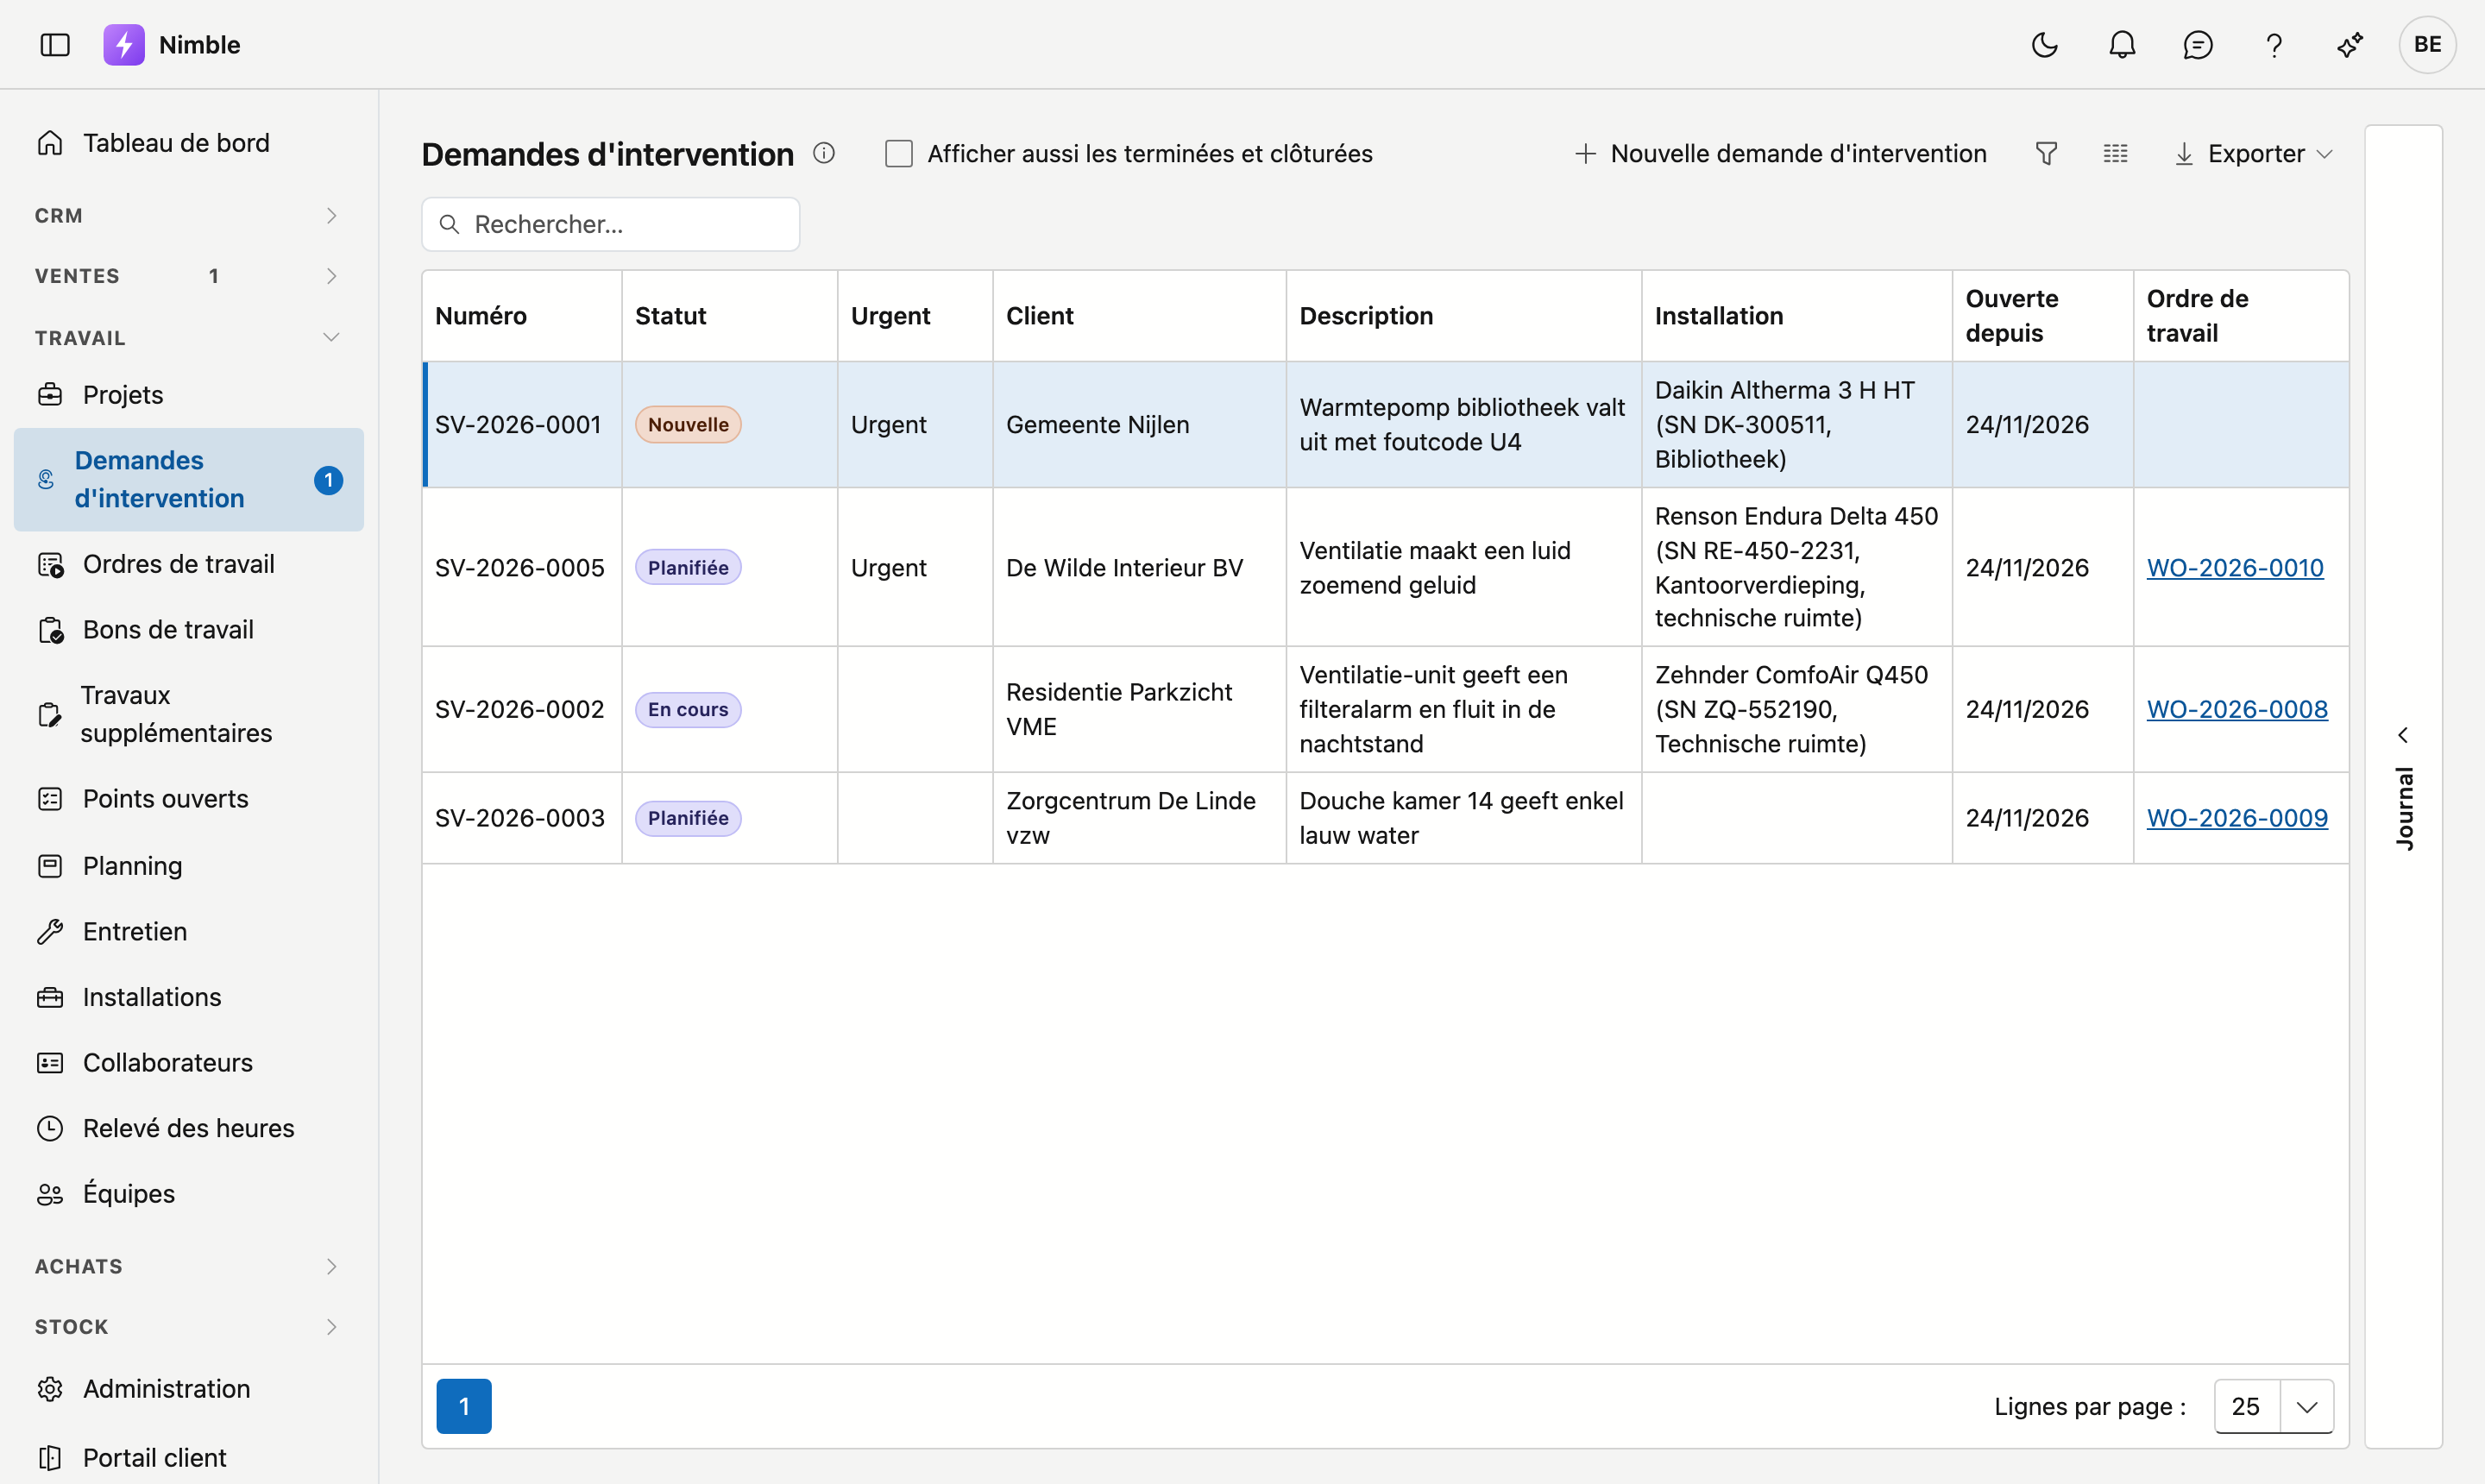 Nimble
BE
Tableau de bord
CRM
VENTES 1
TRAVAIL
Projets
Demandes
d'intervention
1
Ordres de travail
Bons de travail
Travaux
supplémentaires
Points ouverts
Planning
Entretien
Installations
Collaborateurs
Relevé des heures
Équipes
ACHATS
STOCK
Administration
Portail client
Demandes d'intervention
Afficher aussi les terminées et clôturées
Nouvelle demande d'intervention
Exporter
Rechercher...
Numéro
Statut
Urgent
Client
Description
Installation
Ouverte
depuis
Ordre de
travail
SV-2026-0001
Nouvelle
Urgent
Gemeente Nijlen
Warmtepomp bibliotheek valt
uit met foutcode U4
Daikin Altherma 3 H HT
(SN DK-300511,
Bibliotheek)
24/11/2026
SV-2026-0005
Planifiée
Urgent
De Wilde Interieur BV
Ventilatie maakt een luid
zoemend geluid
Renson Endura Delta 450
(SN RE-450-2231,
Kantoorverdieping,
technische ruimte)
24/11/2026
WO-2026-0010
SV-2026-0002
En cours
Residentie Parkzicht
VME
Ventilatie-unit geeft een
filteralarm en fluit in de
nachtstand
Zehnder ComfoAir Q450
(SN ZQ-552190,
Technische ruimte)
24/11/2026
WO-2026-0008
SV-2026-0003
Planifiée
Zorgcentrum De Linde
vzw
Douche kamer 14 geeft enkel
lauw water
24/11/2026
WO-2026-0009
1
Lignes par page :
25
Journal